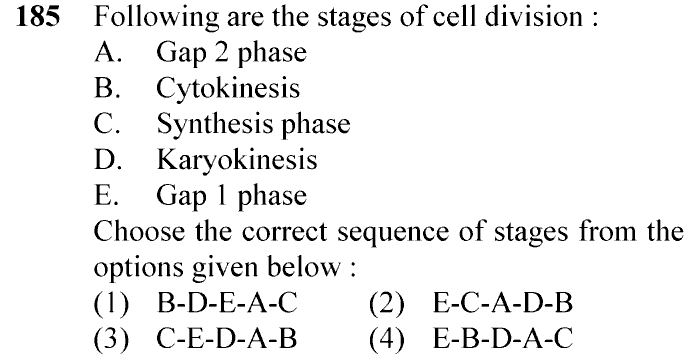 185 Following are the stages of cell division :
A. Gap 2 phase
B. Cytokinesis
C. Synthesis phase
D. Karyokinesis
E. Gap 1 phase
Choose the correct sequence of stages from the
options given below :
(1) B-D-E-A-C (2) E-C-A-D-B
(3) C-E-D-A-B (4) E-B-D-A-C